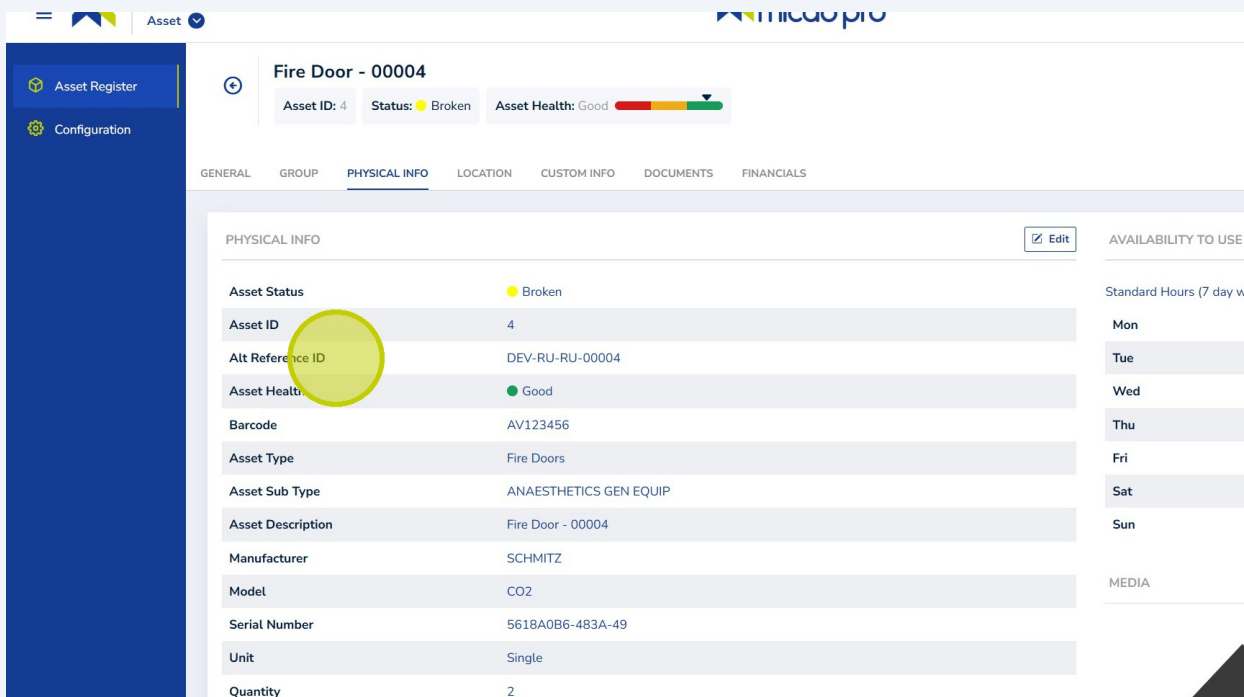 Asset
micad pro
Asset Register
Configuration
Fire Door - 00004
Asset ID: 4 Status: Broken Asset Health: Good
GENERAL GROUP PHYSICAL INFO LOCATION CUSTOM INFO DOCUMENTS FINANCIALS
PHYSICAL INFO
Edit
Asset Status Broken
Asset ID 4
Alt Reference ID DEV-RU-RU-00004
Asset Health Good
Barcode AV123456
Asset Type Fire Doors
Asset Sub Type ANAESTHETICS GEN EQUIP
Asset Description Fire Door - 00004
Manufacturer SCHMITZ
Model CO2
Serial Number 5618A0B6-483A-49
Unit Single
Quantity 2
AVAILABILITY TO USE
Standard Hours (7 day w
Mon
Tue
Wed
Thu
Fri
Sat
Sun
MEDIA